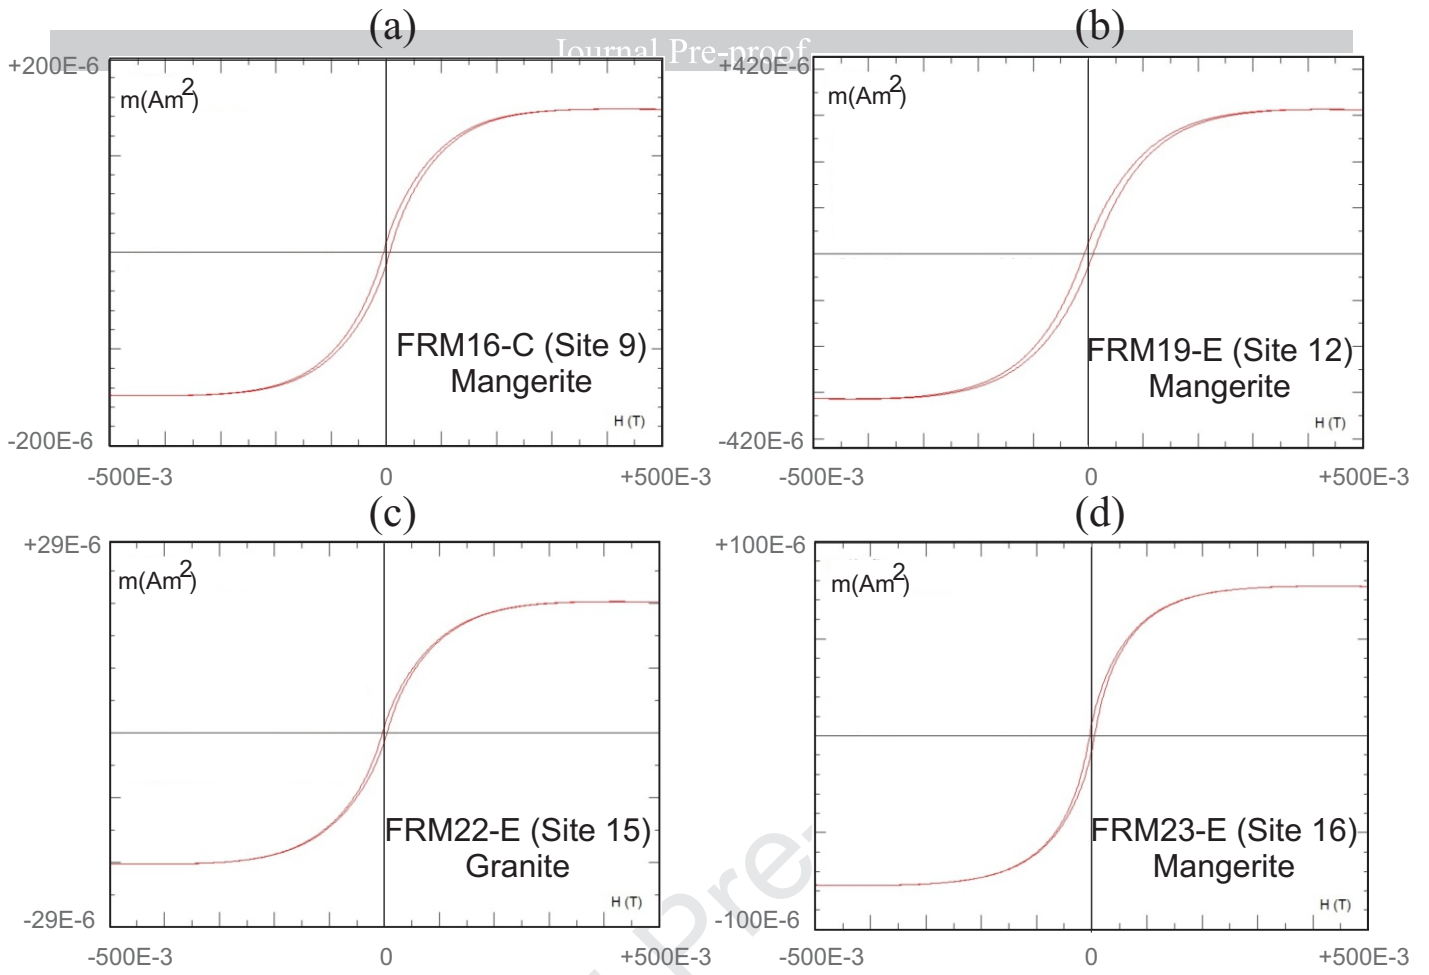 (a)
(b)
Journal Pre-proof
+200E-6
m(Am2)
FRM16-C (Site 9)
Mangerite
H (T)
-200E-6
-500E-3
0
+500E-3
+420E-6
m(Am2)
FRM19-E (Site 12)
Mangerite
H (T)
-420E-6
-500E-3
0
+500E-3
(c)
(d)
+29E-6
m(Am2)
FRM22-E (Site 15)
Granite
H (T)
-29E-6
-500E-3
0
+500E-3
+100E-6
m(Am2)
FRM23-E (Site 16)
Mangerite
H (T)
-100E-6
-500E-3
0
+500E-3